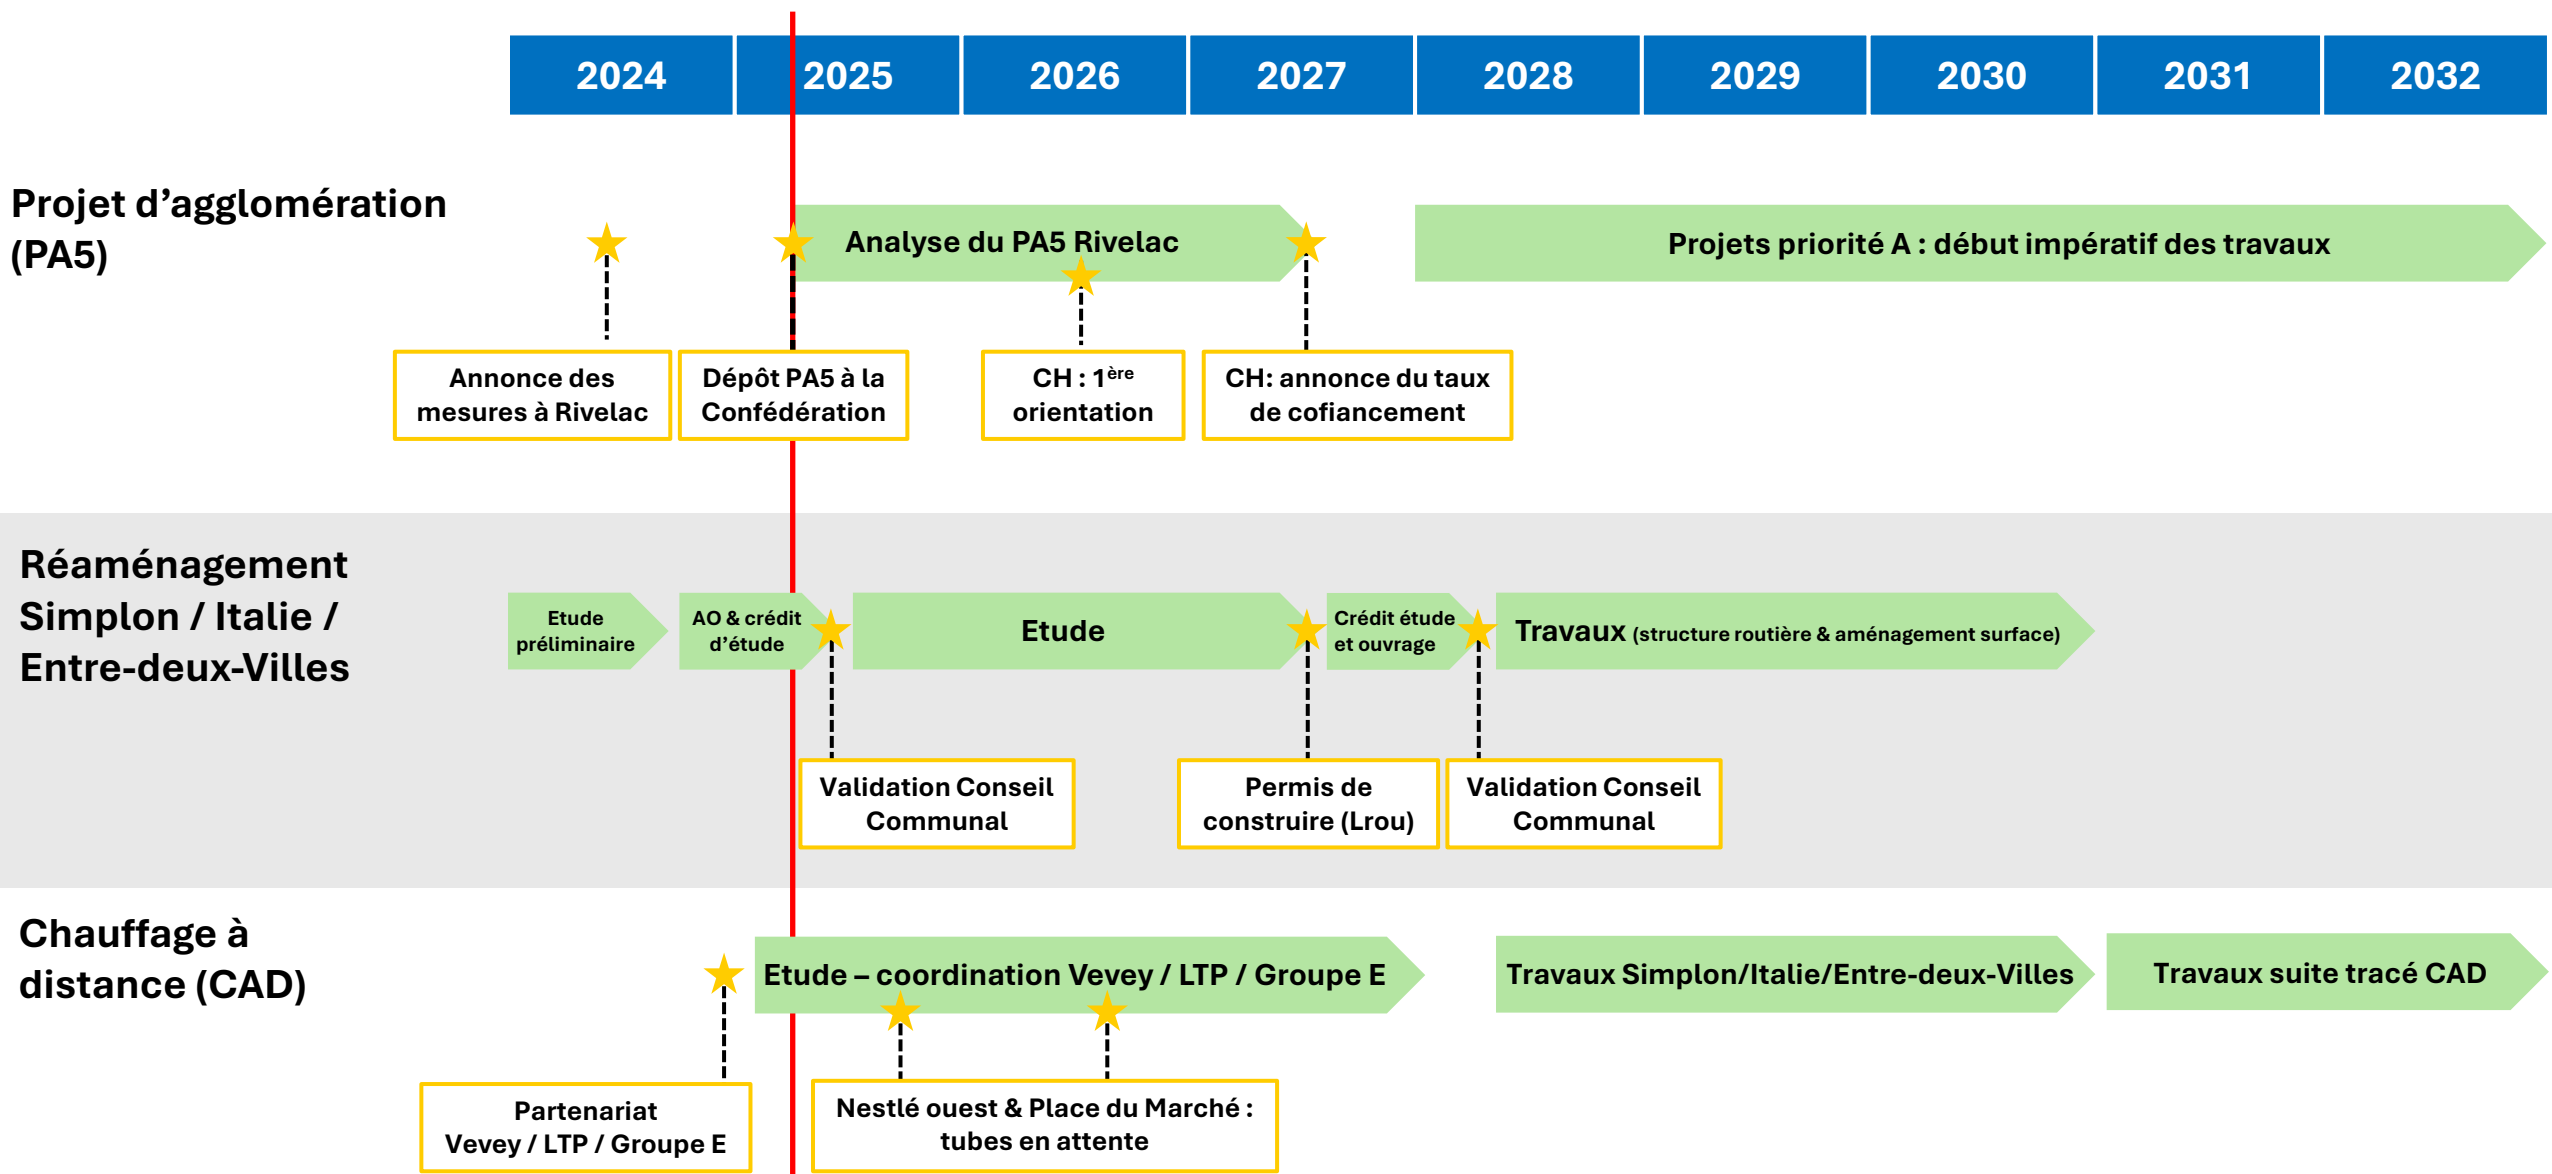 2024 2025 2026 2027 2028 2029 2030 2031 2032
Projet d’agglomération
(PA5)
Analyse du PA5 Rivelac
Projets priorité A : début impératif des travaux
Annonce des
mesures à Rivelac
Dépôt PA5 à la
Confédération
CH : 1ère
orientation
CH: annonce du taux
de cofiancement
Réaménagement
Simplon / Italie /
Entre-deux-Villes
Etude
préliminaire
AO & crédit
d’étude
Etude
Crédit étude
et ouvrage
Travaux (structure routière & aménagement surface)
Validation Conseil
Communal
Permis de
construire (Lrou)
Validation Conseil
Communal
Chauffage à
distance (CAD)
Etude – coordination Vevey / LTP / Groupe E
Travaux Simplon/Italie/Entre-deux-Villes
Travaux suite tracé CAD
Partenariat
Vevey / LTP / Groupe E
Nestlé ouest & Place du Marché :
tubes en attente